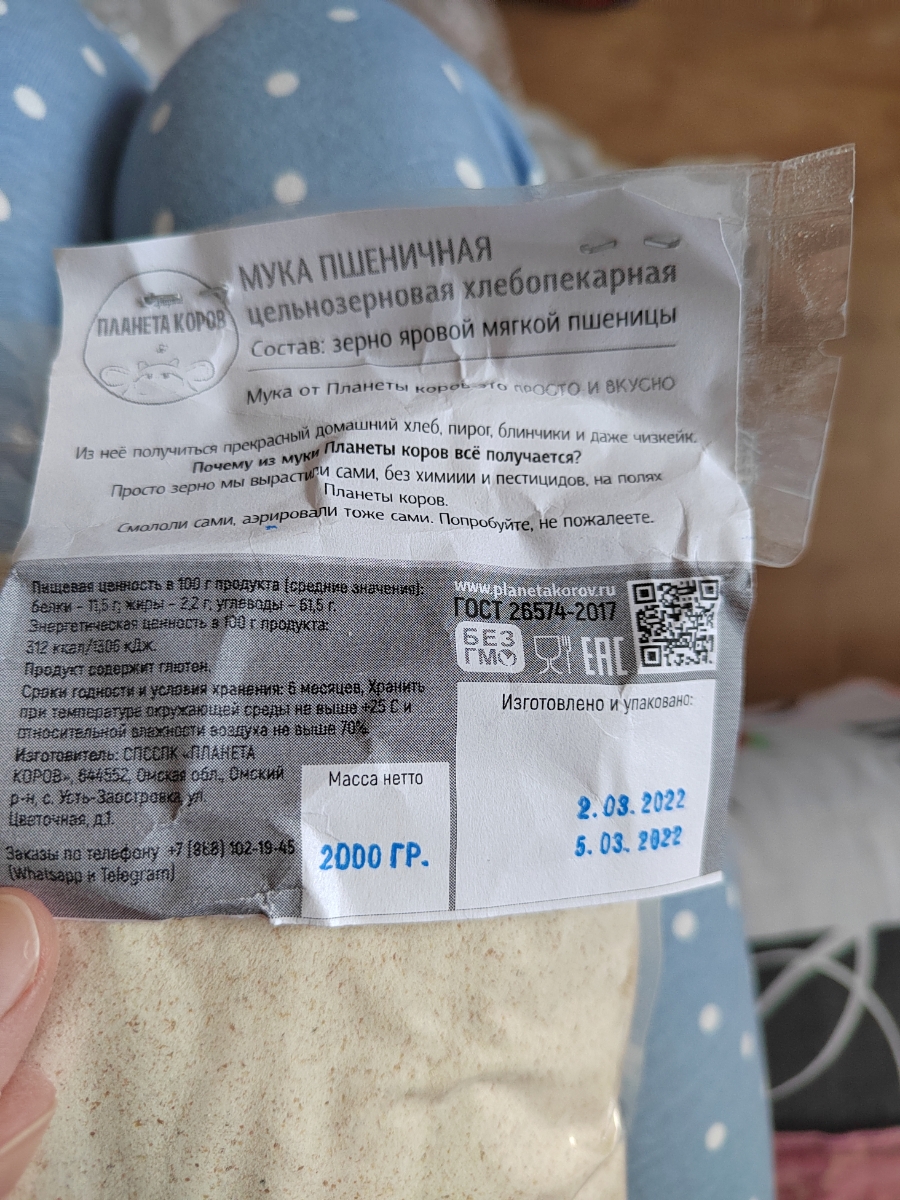 ПЛАНЕТА КОРОВ
МУКА ПШЕНИЧНАЯ
цельнозерновая хлебопекарная
Состав: зерно яровой мягкой пшеницы
Мука от Планеты коров это ПРОСТО И ВКУСНО
Из неё получиться прекрасный домашний хлеб, пирог, блинчики и даже чизкейк.
Почему из муки Планеты коров всё получается?
Просто зерно мы вырастили сами, без химиии и пестицидов, на полях
Планеты коров.
Смололи сами, аэрировали тоже сами. Попробуйте, не пожалеете.
Пищевая ценность в 100 г продукта (средние значения):
белки – 11,5 г; жиры – 2,2 г; углеводы – 61,5 г.
Энергетическая ценность в 100 г продукта:
312 ккал/1306 кДж.
Продукт содержит глютен.
Сроки годности и условия хранения: 6 месяцев, Хранить
при температуре окружающей среды не выше +25 С и
относительной влажности воздуха не выше 70%
Изготовитель: СПССПК «ПЛАНЕТА
КОРОВ», 644552, Омская обл., Омский
р-н, с. Усть-Заостровка, ул.
Цветочная, д.1.
Заказы по телефону +7 102-19-45
(Whatsapp и Telegram)
www.planetakorov.ru
ГОСТ 26574-2017
БЕЗ
ГМО
EAC
Масса нетто
2000 ГР.
Изготовлено и упаковано:
2.03.2022
5.03.2022